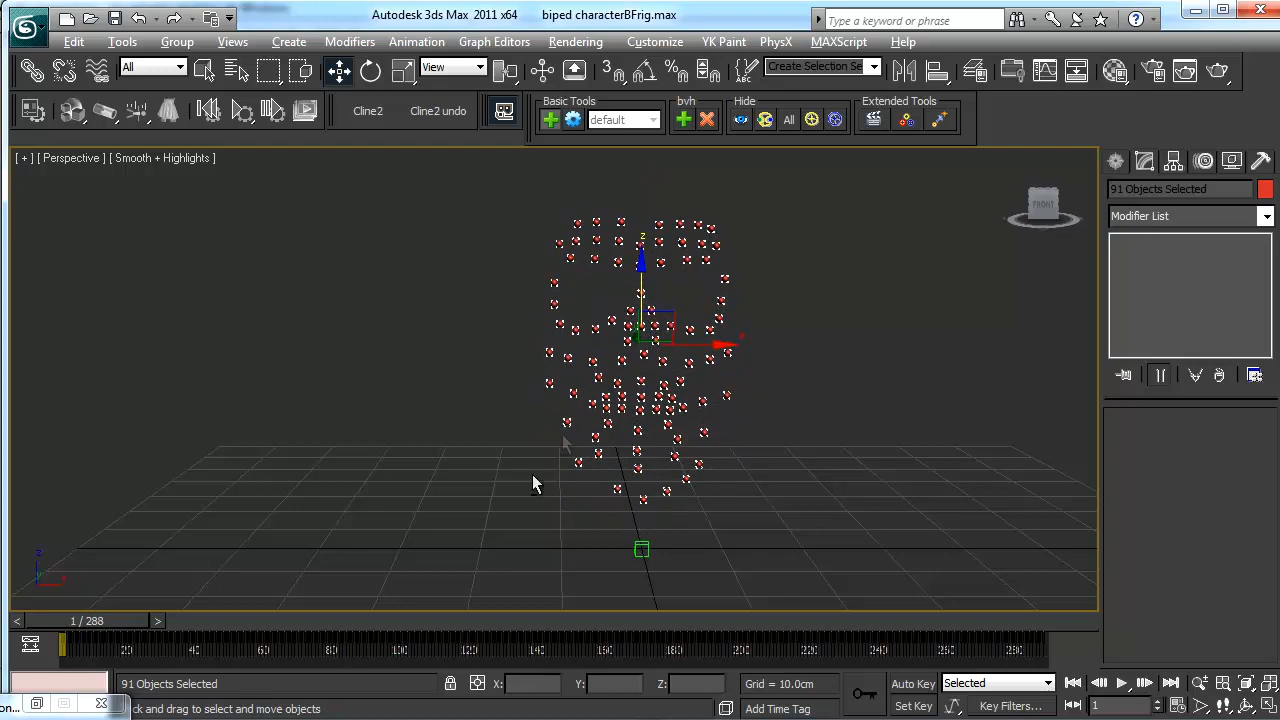 Autodesk 3ds Max 2011 x64 biped characterBFrig.max
Type a keyword or phrase
Edit Tools Group Views Create Modifiers Animation Graph Editors Rendering Customize YK Paint PhysX MAXScript Help
All View Create Selection Se
Basic Tools bvh Hide Extended Tools
Cline2 Cline2 undo default All
[ + ] [ Perspective ] [ Smooth + Highlights ]
91 Objects Selected
FRONT
Modifier List
z
x
z
x
< 1 / 288 >
20 40 60 80 100 120 140 160 180 200 220 240 260 280
91 Objects Selected X: Y: Z: Grid = 10.0cm Auto Key Selected
on... ck and drag to select and move objects Add Time Tag Set Key Key Filters... 1